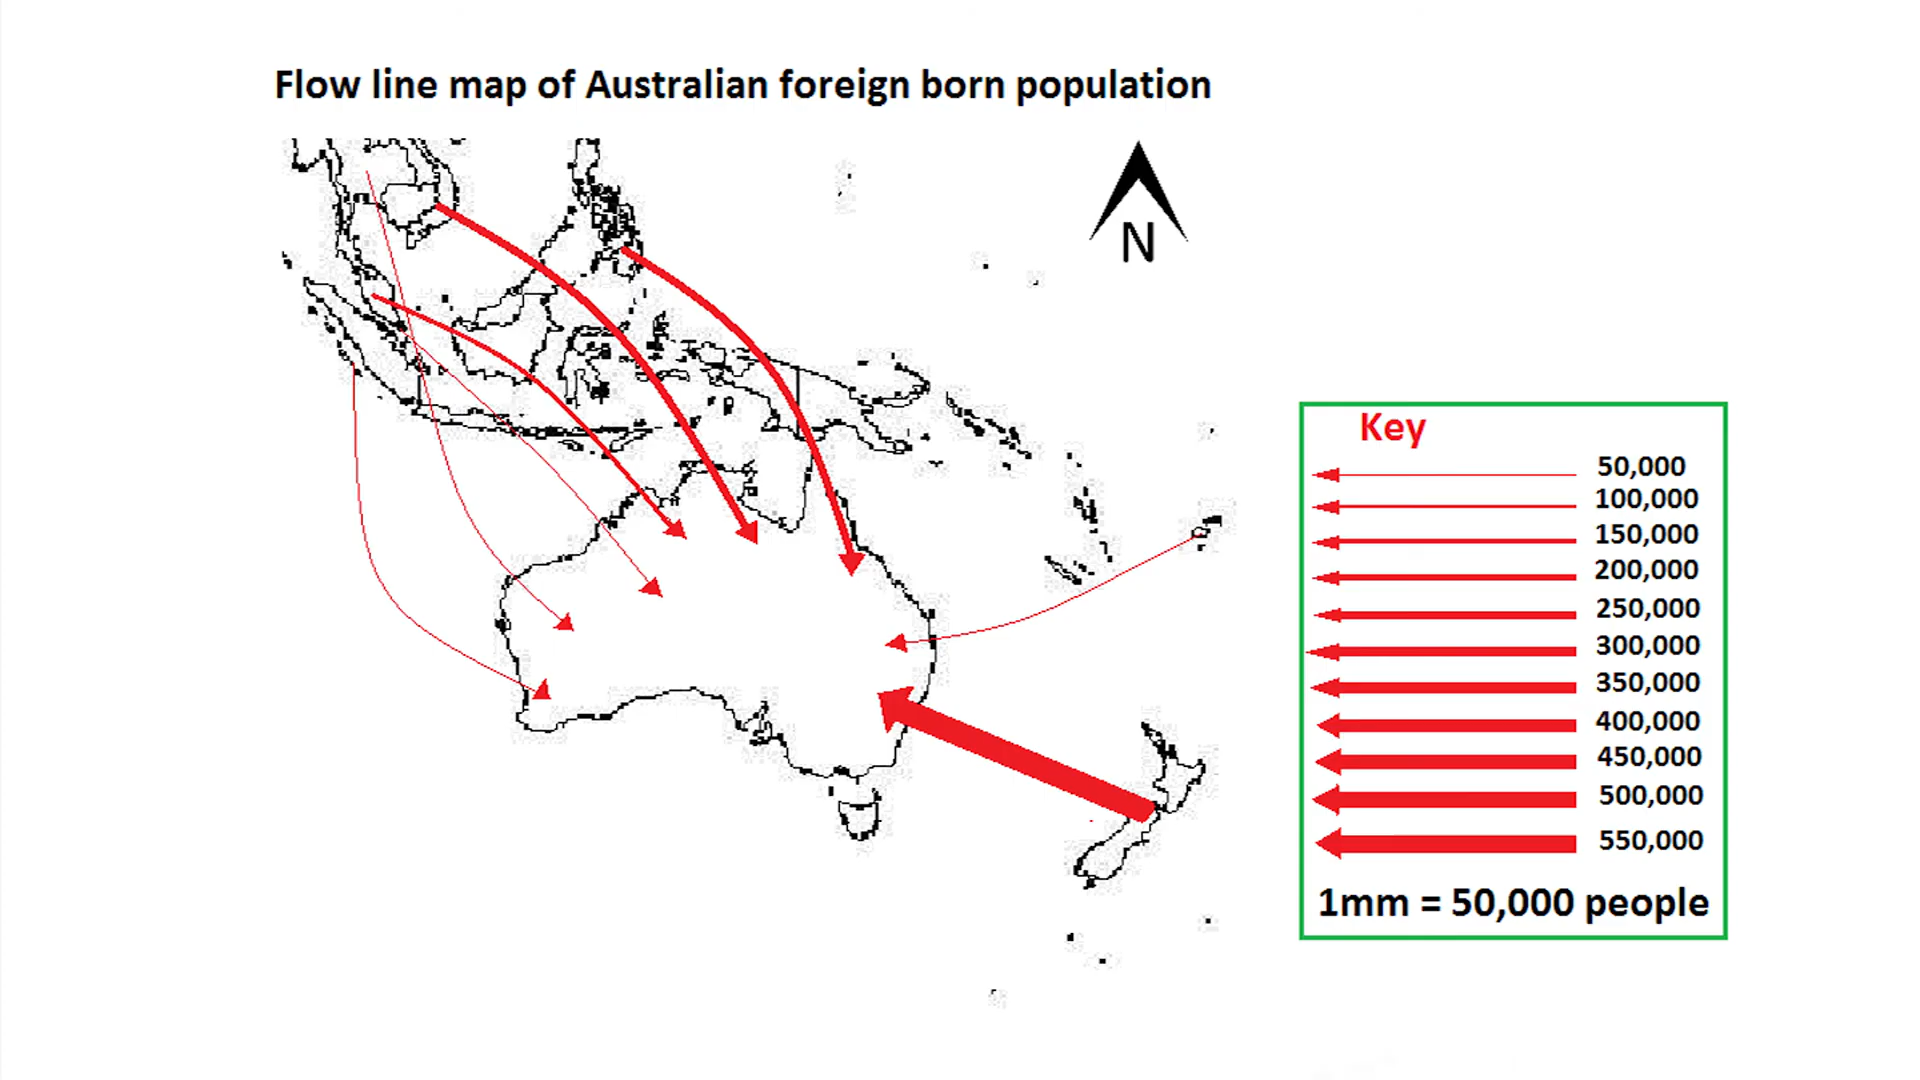 Flow line map of Australian foreign born population
N
Key
50,000
100,000
150,000
200,000
250,000
300,000
350,000
400,000
450,000
500,000
550,000
1mm = 50,000 people